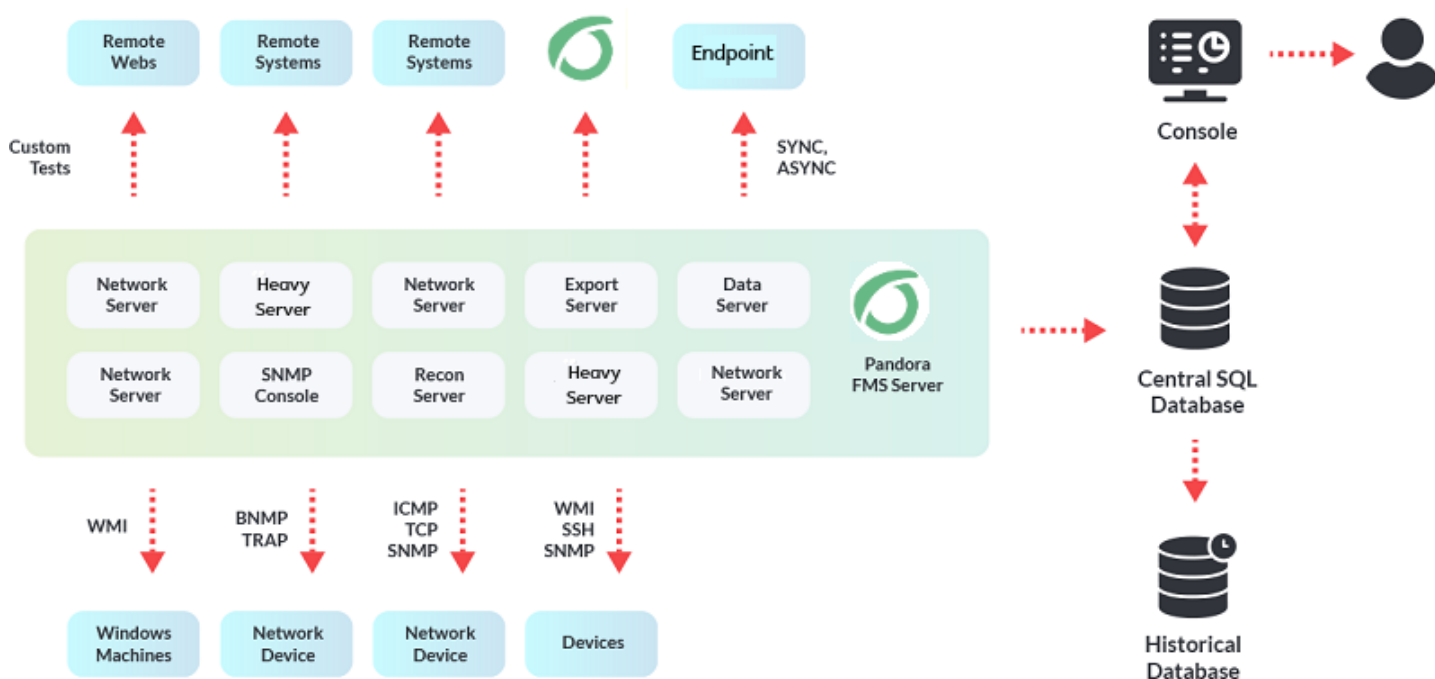 Remote
Webs
Remote
Systems
Remote
Systems
Endpoint
Console
Custom
Tests
SYNC,
ASYNC
Network
Server
Heavy
Server
Network
Server
Export
Server
Data
Server
Network
Server
SNMP
Console
Recon
Server
Heavy
Server
Network
Server
Pandora
FMS Server
Central SQL
Database
WMI
BNMP
TRAP
ICMP
TCP
SNMP
WMI
SSH
SNMP
Windows
Machines
Network
Device
Network
Device
Devices
Historical
Database